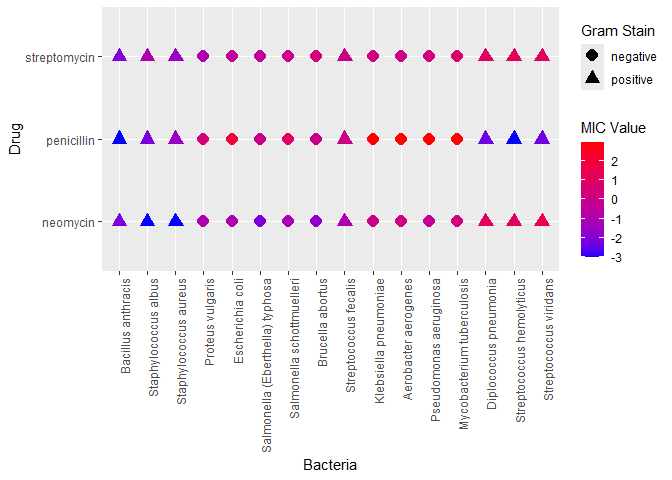 streptomycin
penicillin
neomycin
Drug
Bacillus anthracis
Staphylococcus albus
Staphylococcus aureus
Proteus vulgaris
Escherichia coli
Salmonella (Eberthella) typhosa
Salmonella schottmuelleri
Brucella abortus
Streptococcus fecalis
Klebsiella pneumoniae
Aerobacter aerogenes
Pseudomonas aeruginosa
Mycobacterium tuberculosis
Diplococcus pneumonia
Streptococcus hemolyticus
Streptococcus viridans
Bacteria
Gram Stain
negative
positive
MIC Value
2
1
0
-1
-2
-3